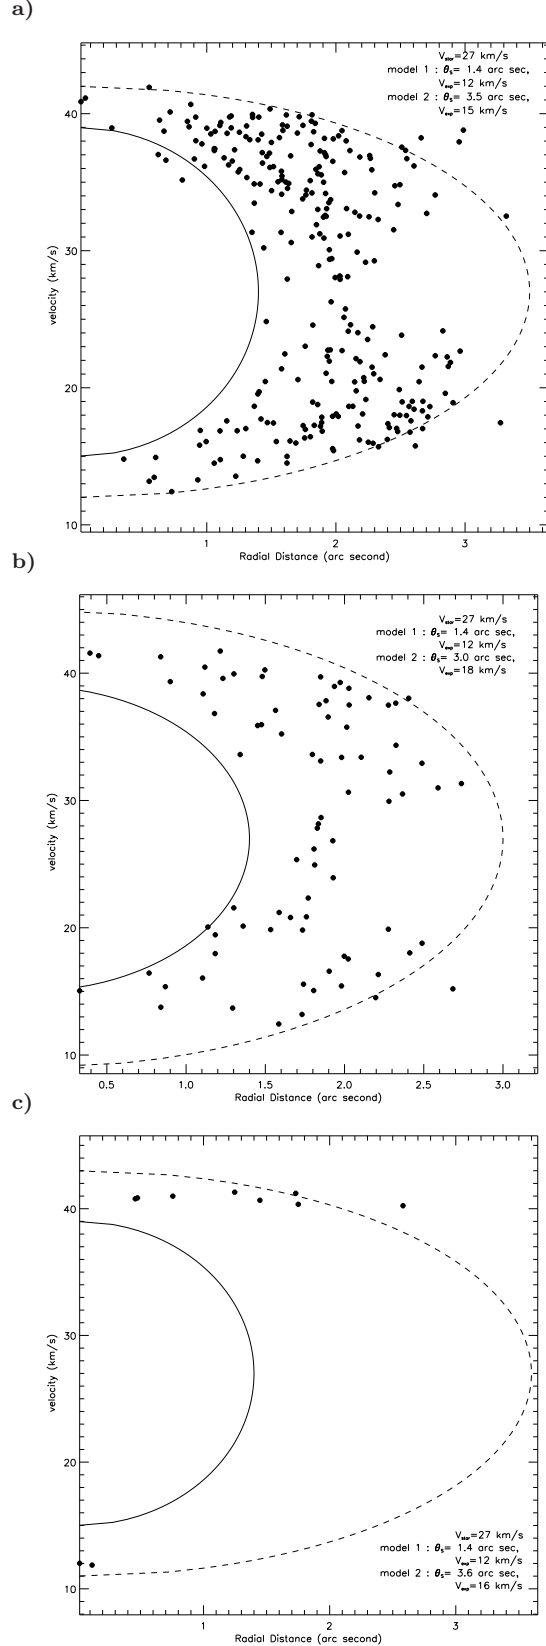 a)
V_star=27 km/s
model 1 : θ_S= 1.4 arc sec,
V_exp=12 km/s
model 2 : θ_S= 3.5 arc sec,
V_exp=15 km/s
40
30
20
10
velocity (km/s)
1 2 3
Radial Distance (arc second)
b)
V_star=27 km/s
model 1 : θ_S= 1.4 arc sec,
V_exp=12 km/s
model 2 : θ_S= 3.0 arc sec,
V_exp=18 km/s
40
30
20
10
velocity (km/s)
0.5 1.0 1.5 2.0 2.5 3.0
Radial Distance (arc second)
c)
40
30
20
10
velocity (km/s)
V_star=27 km/s
model 1 : θ_S= 1.4 arc sec,
V_exp=12 km/s
model 2 : θ_S= 3.6 arc sec,
V_exp=16 km/s
1 2 3
Radial Distance (arc second)